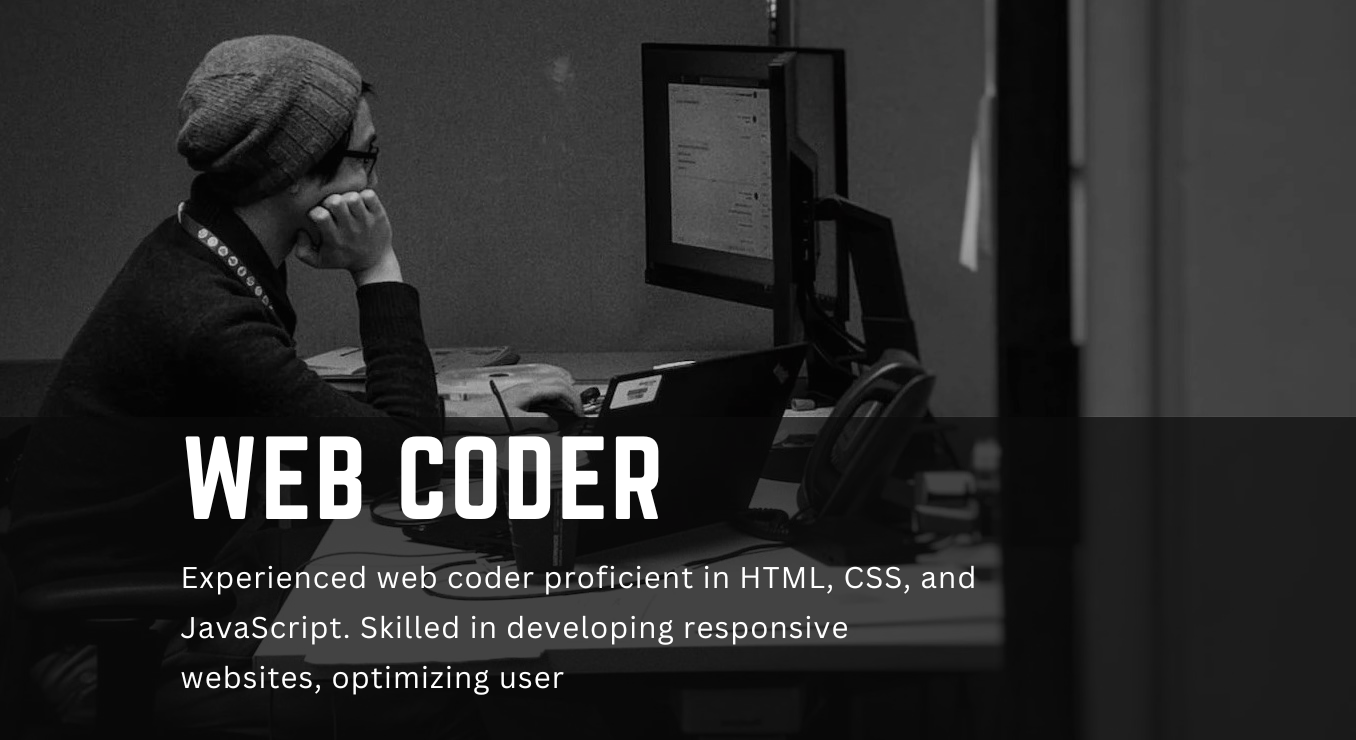 WEB CODER
Experienced web coder proficient in HTML, CSS, and
JavaScript. Skilled in developing responsive
websites, optimizing user